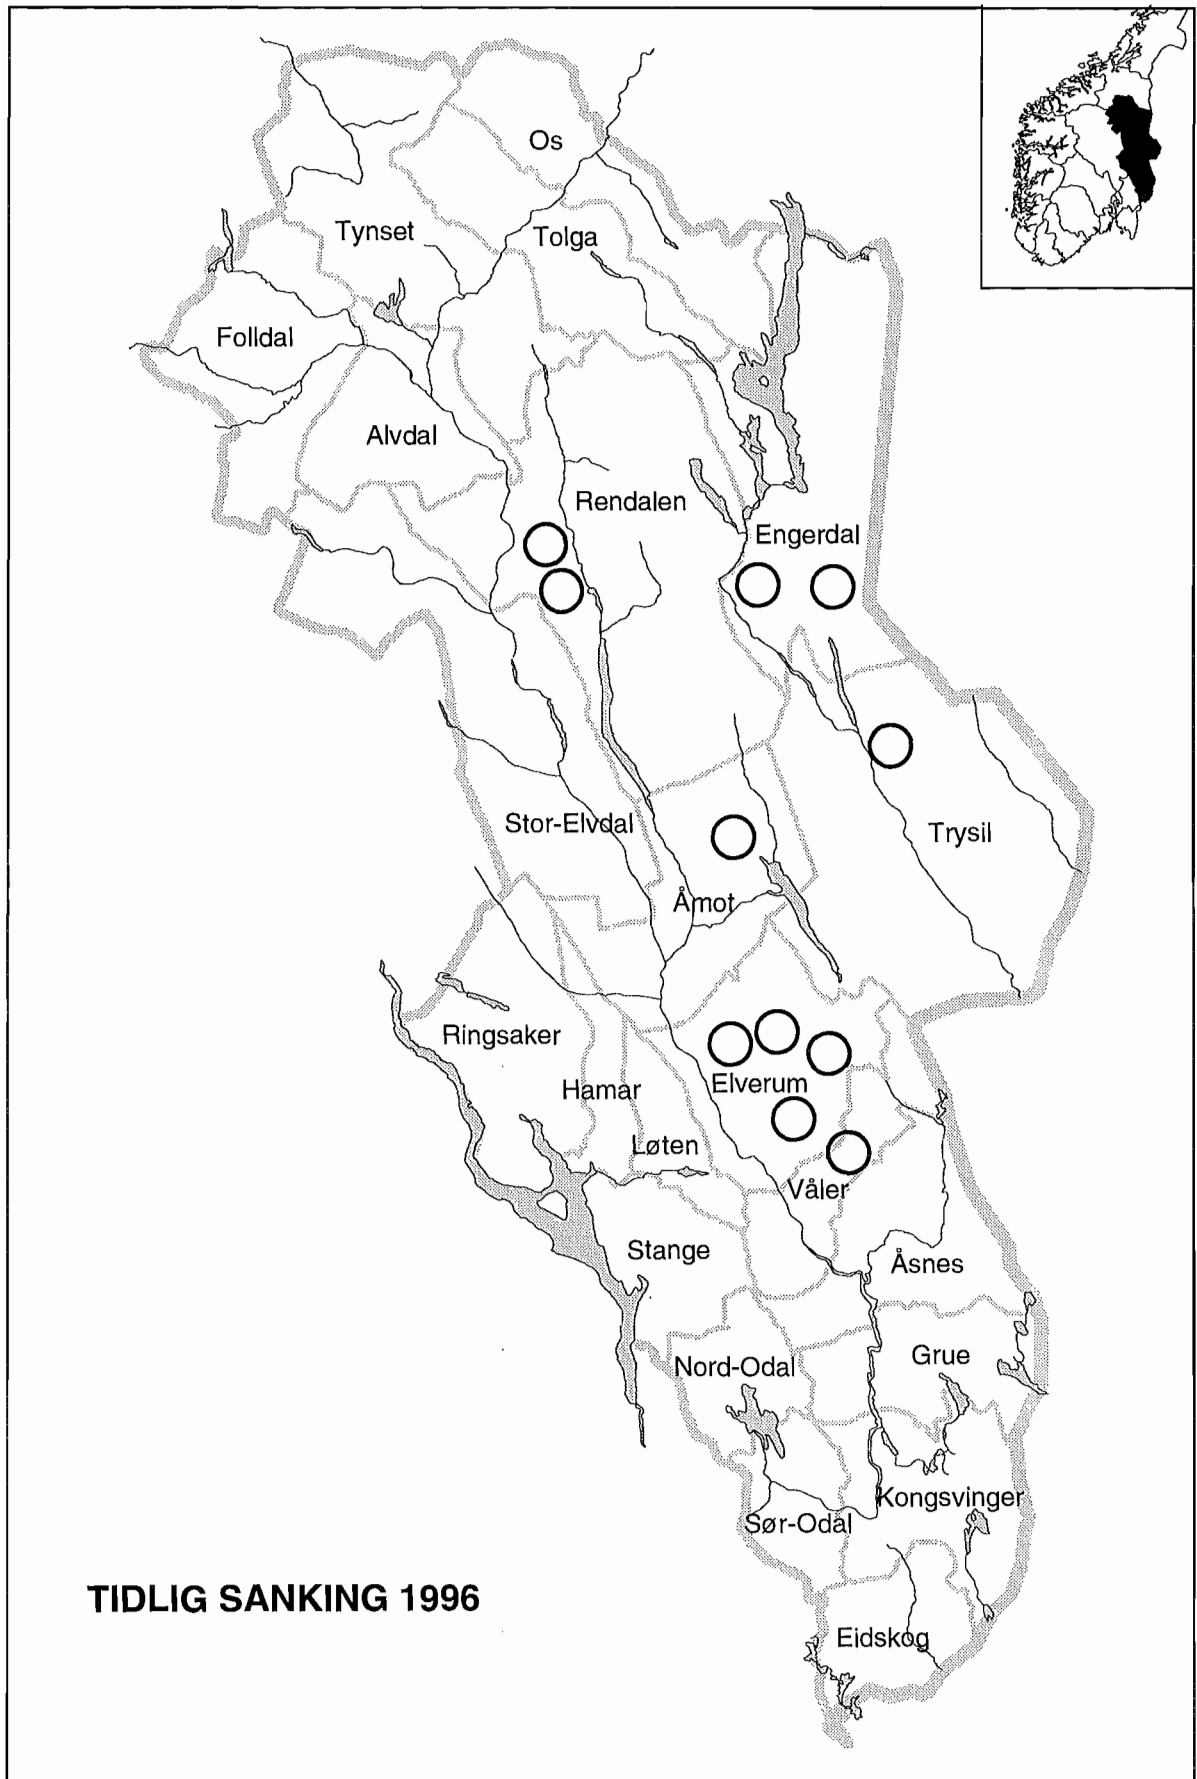 Os
Tynset
Tolga
Folldal
Alvdal
Rendalen
Engerdal
Stor-Elvdal
Trysil
Åmot
Ringsaker
Hamar
Elverum
Løten
Våler
Stange
Åsnes
Nord-Odal
Grue
Kongsvinger
Sør-Odal
TIDLIG SANKING 1996
Eidskog